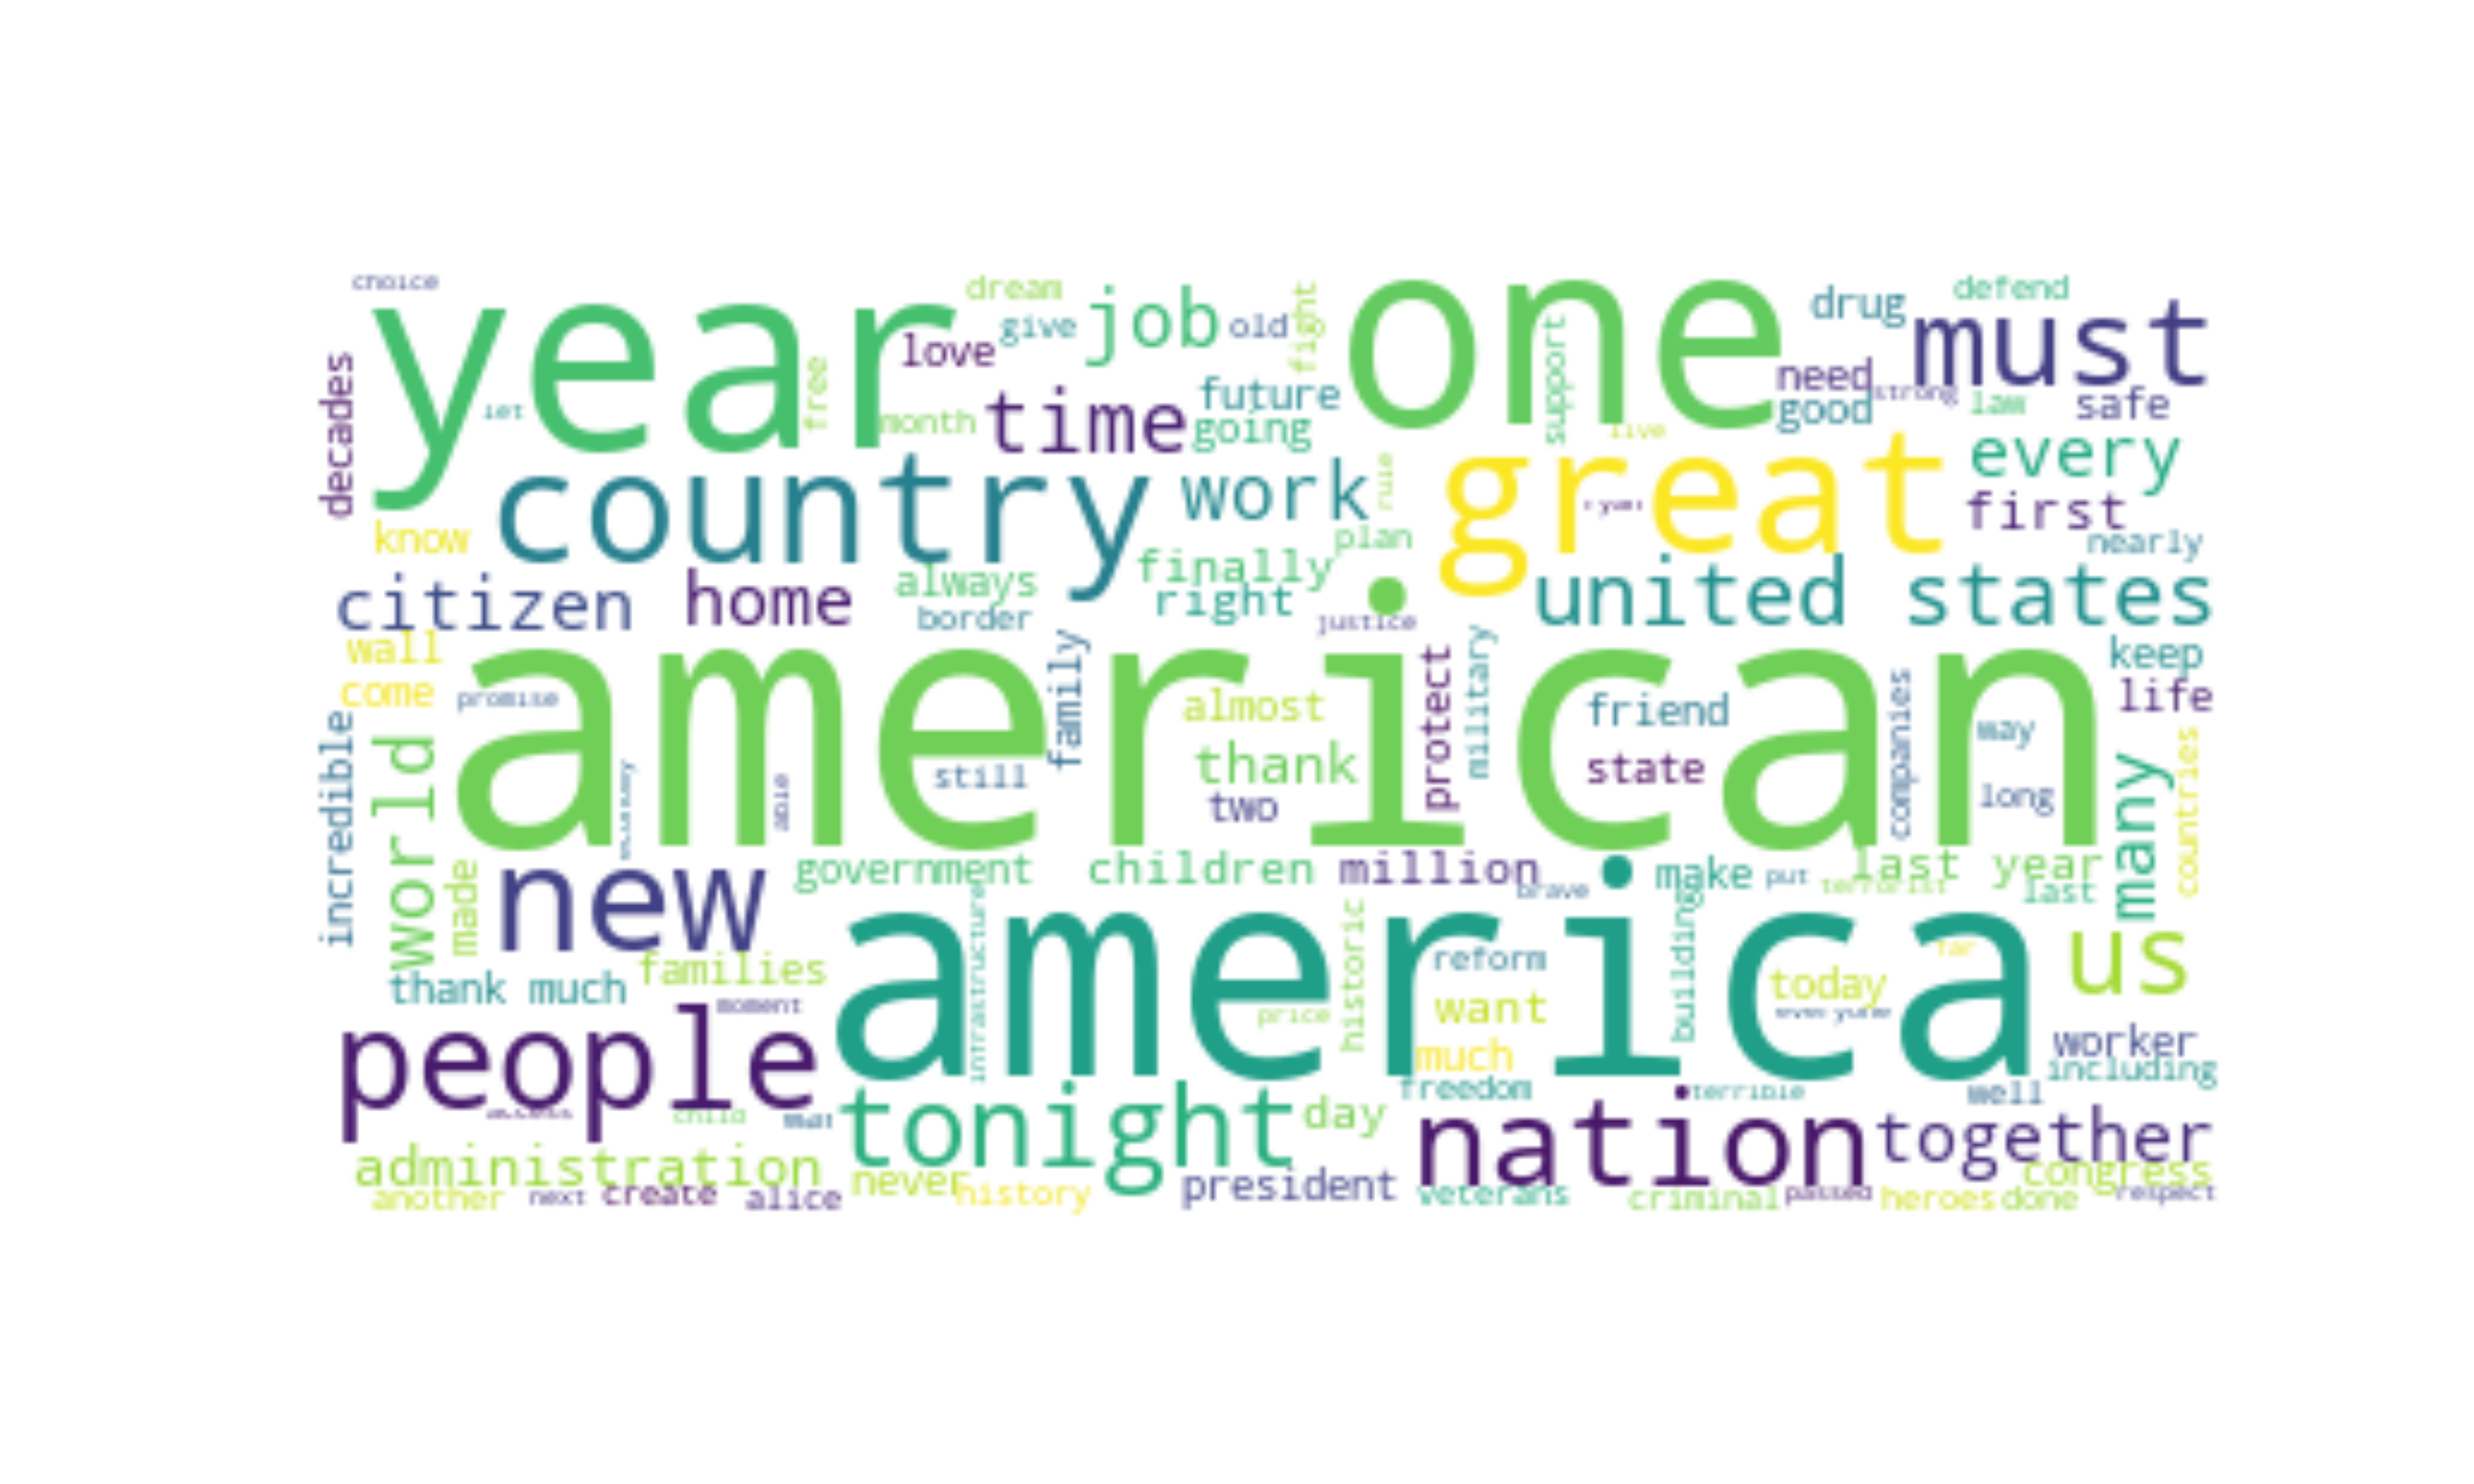 choice
year
dream
give
job
old
fight
one
support
drug
defend
must
love
free
let
month
time
future
going
need
good
strong
law
safe
live
decades
country
work
great
every
first
know
finally
plan
nearly
citizen
home
always
border
right
justice
united states
wall
come
promise
american
family
almost
protect
military
friend
companies
keep
life
way
incredible
world
still
thank
two
state
long
many
countries
able
made
new
government
children
million
brave
make
put
last year
terrorist
last
thank much
families
moment
infrastructure
america
price
historic
reform
want
much
building
far
today
us
people
freedom
terrible
worker
including
well
child
tonight
day
nation
together
administration
never
history
president
congress
another
next
create
alice
veterans
criminal
passed
heroes
done
respect